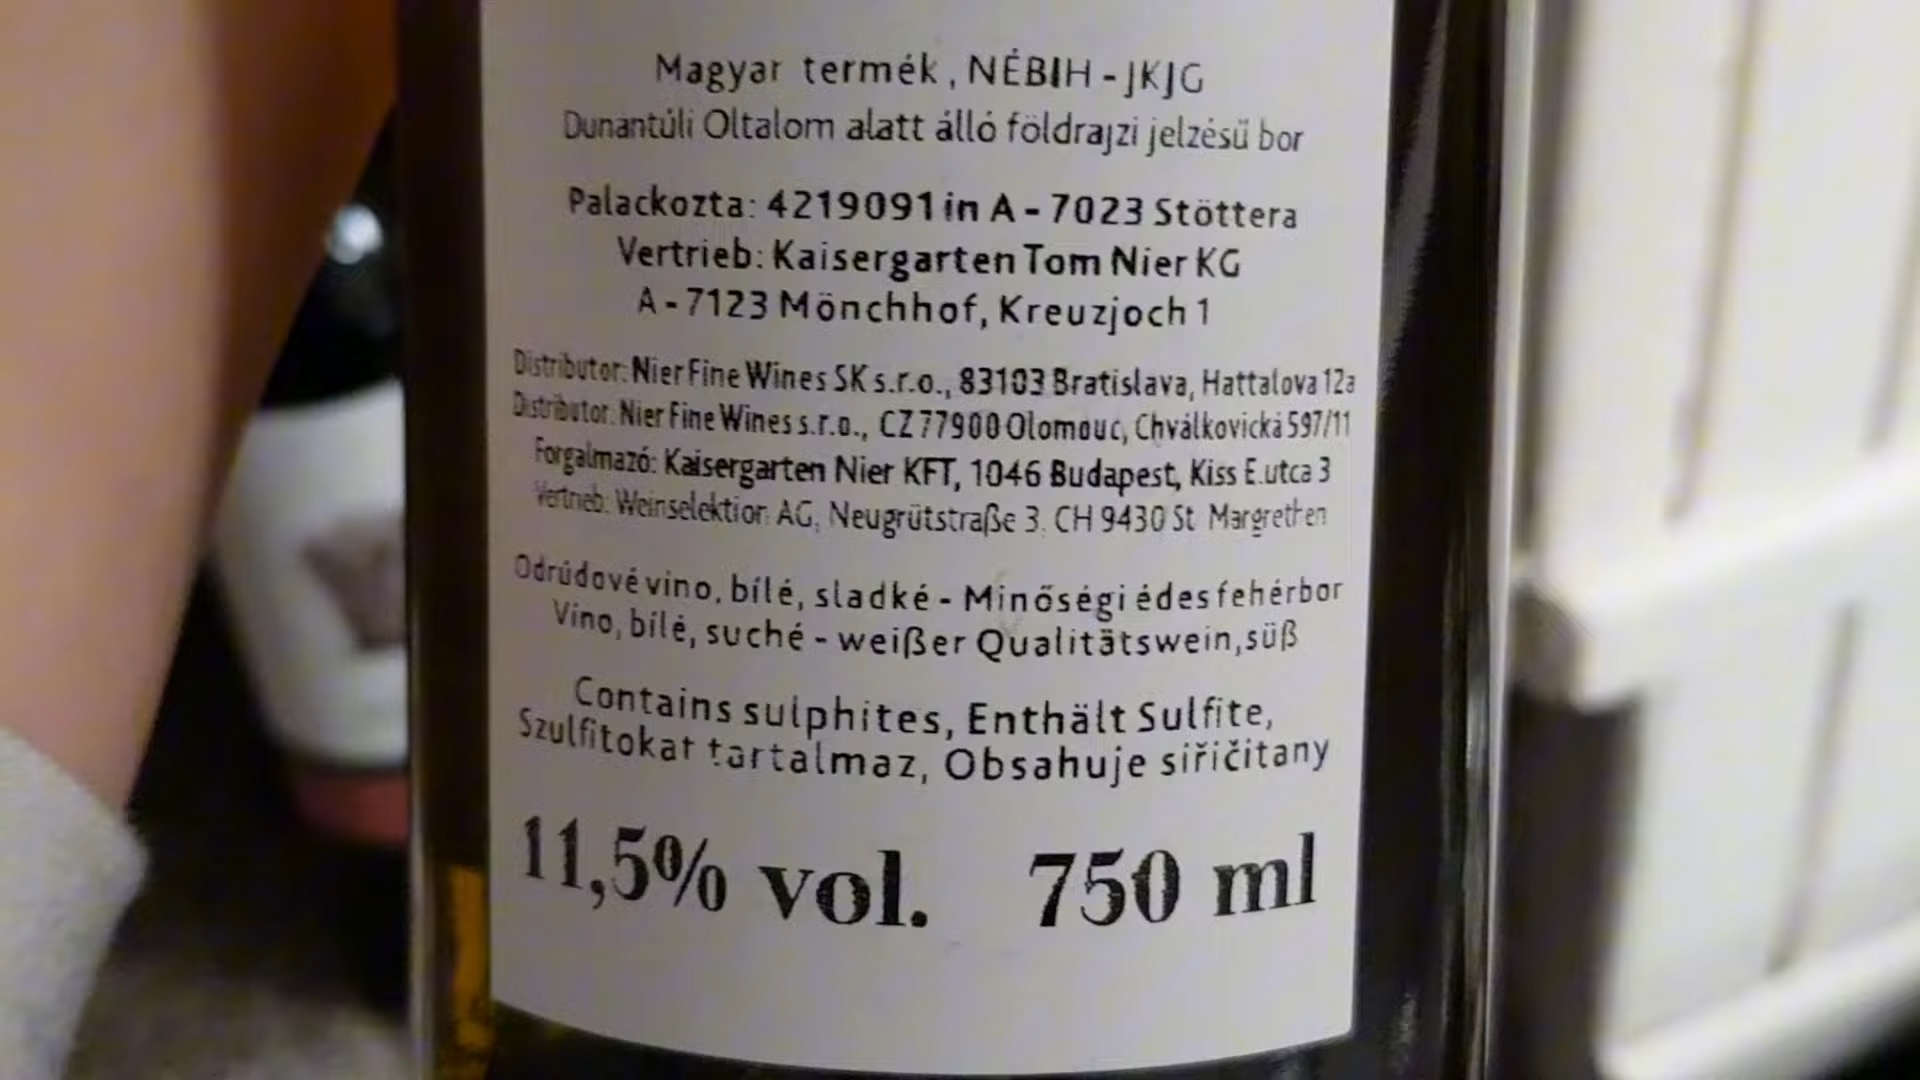 Magyar termék, NÉBIH - JKJG
Dunantúli Oltalom alatt álló földrajzi jelzésű bor
Palackozta: 4219091 in A - 7023 Stöttera
Vertrieb: Kaisergarten Tom Nier KG
A - 7123 Mönchhof, Kreuzjoch 1
Distributor: Nier Fine Wines SK s.r.o., 83103 Bratislava, Hattalova 12a
Distributor: Nier Fine Wines s.r.o., CZ 77900 Olomouc, Chválkovická 597/11
Forgalmazó: Kaisergarten Nier KFT, 1046 Budapest, Kiss E.utca 3
Vertrieb: Weinselektion AG, Neugrütstraße 3. CH 9430 St Margrethen
Odrúdové vino, bílé, sladké - Minőségi édes fehérbor
Víno, bílé, suché - weißer Qualitätswein, süß
Contains sulphites, Enthält Sulfite,
Szulfitokat tartalmaz, Obsahuje siřičitany
11,5% vol. 750 ml